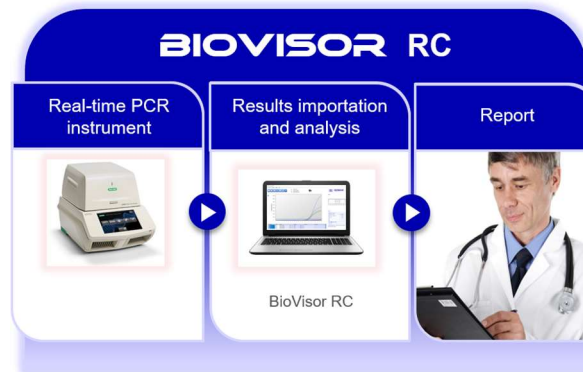 BIOVISOR RC
Real-time PCR
instrument
Results importation
and analysis
Report
BioVisor RC